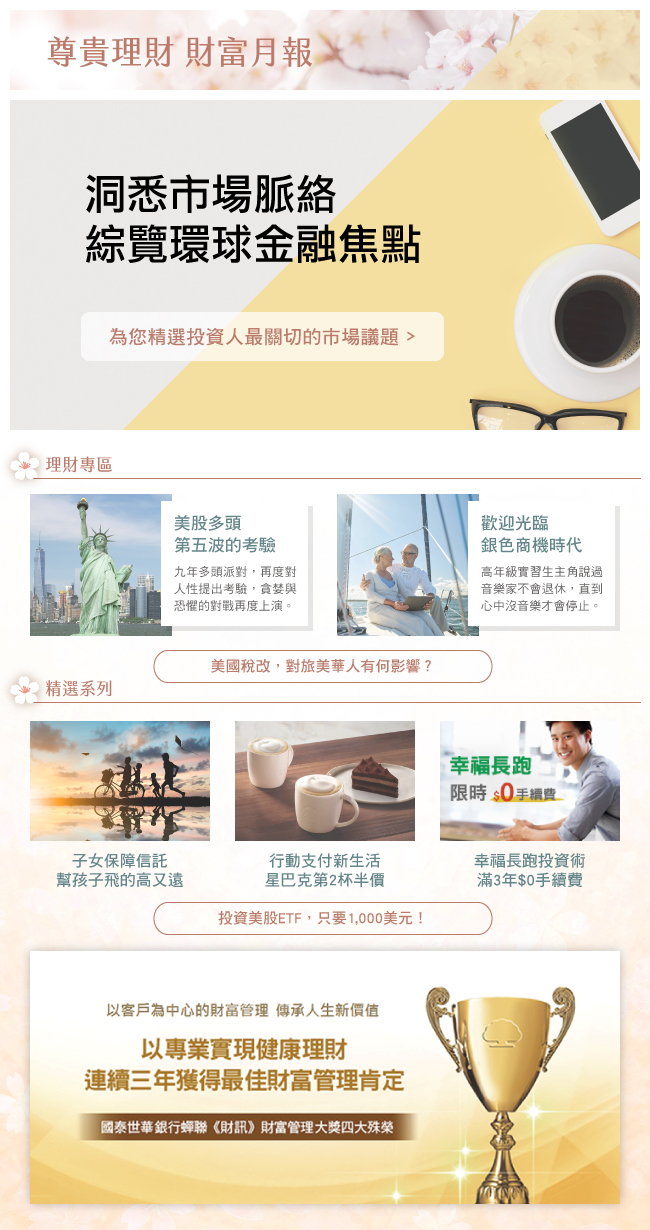 尊貴理財 財富月報
洞悉市場脈絡
綜覽環球金融焦點
為您精選投資人最關切的市場議題 >
理財專區
美股多頭
第五波的考驗
九年多頭派對，再度對
人性提出考驗，貪婪與
恐懼的對戰再度上演。
歡迎光臨
銀色商機時代
高年級實習生主角說過
音樂家不會退休，直到
心中沒音樂才會停止。
美國稅改，對旅美華人有何影響？
精選系列
幸福長跑
限時 $0手續費
子女保障信託
幫孩子飛的高又遠
行動支付新生活
星巴克第2杯半價
幸福長跑投資術
滿3年$0手續費
投資美股ETF，只要1,000美元！
以客戶為中心的財富管理 傳承人生新價值
以專業實現健康理財
連續三年獲得最佳財富管理肯定
國泰世華銀行蟬聯《財訊》財富管理大獎四大殊榮